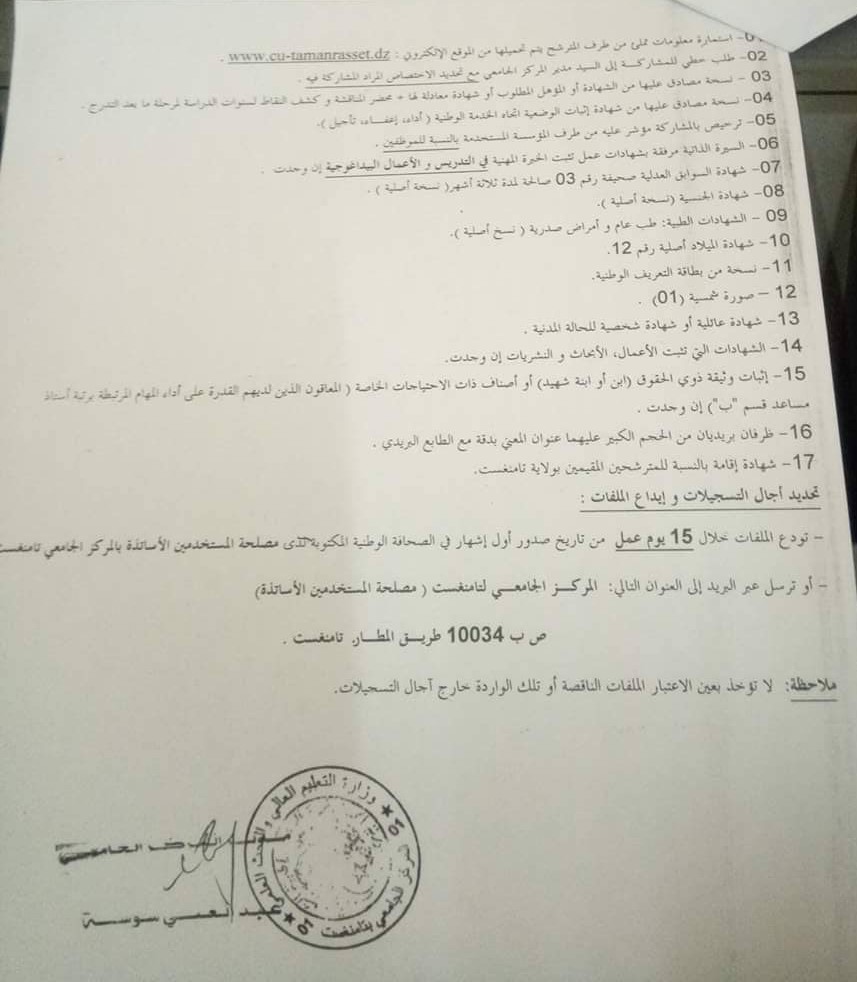 01- استمارة معلومات تملئ من طرف المترشح يتم تحميلها من الموقع الإلكتروني : www.cu-tamanrasset.dz .
02- طلب خطي للمشاركة إلى السيد مدير المركز الجامعي مع تحديد الاختصاص المراد المشاركة فيه .
03 - نسخة مصادق عليها من الشهادة أو المؤهل المطلوب أو شهادة معادلة لها + محضر المناقشة و كشف النقاط لسنوات الدراسة لمرحلة ما بعد التدرج .
04- نسخة مصادق عليها من شهادة إثبات الوضعية اتجاه الخدمة الوطنية ( أداء، إعفاء، تأجيل ).
05- ترخيص بالمشاركة مؤشر عليه من طرف المؤسسة المستخدمة بالنسبة للموظفين .
06- السيرة الذاتية مرفقة بشهادات عمل تثبت الخبرة المهنية في التدريس و الأعمال البيداغوجية إن وجدت .
07- شهادة السوابق العدلية صحيفة رقم 03 صالحة لمدة ثلاثة أشهر( نسخة أصلية ) .
08- شهادة الجنسية (نسخة أصلية ).
09 - الشهادات الطبية: طب عام و أمراض صدرية ( نسخ أصلية ).
10- شهادة الميلاد أصلية رقم 12.
11- نسخة من بطاقة التعريف الوطنية.
12 – صورة شمسية (01) .
13- شهادة عائلية أو شهادة شخصية للحالة المدنية .
14- الشهادات التي تثبت الأعمال، الأبحاث و النشريات إن وجدت.
15- إثبات وثيقة ذوي الحقوق (ابن أو ابنة شهيد) أو أصناف ذات الاحتياجات الخاصة ( المعاقون الذين لديهم القدرة على أداء المهام المرتبطة برتبة أستاذ
مساعد قسم "ب") إن وجدت .
16- ظرفان بريديان من الحجم الكبير عليهما عنوان المعني بدقة مع الطابع البريدي .
17- شهادة إقامة بالنسبة للمترشحين المقيمين بولاية تامنغست.
تحديد آجال التسجيلات و إيداع الملفات :
- تودع الملفات خلال 15 يوم عمل من تاريخ صدور أول إشهار في الصحافة الوطنية المكتوبة لدى مصلحة المستخدمين الأساتذة بالمركز الجامعي تامنغست
- أو ترسل عبر البريد إلى العنوان التالي: المركز الجامعي لتامنغست ( مصلحة المستخدمين الأساتذة)
ص ب 10034 طريق المطار. تامنغست .
ملاحظة: لا تؤخذ بعين الاعتبار الملفات الناقصة أو تلك الواردة خارج آجال التسجيلات.
وزارة التعليم العالي و البحث العلمي
المركز الجامعي بتامنغست
01
01
الجامعي
سوسة